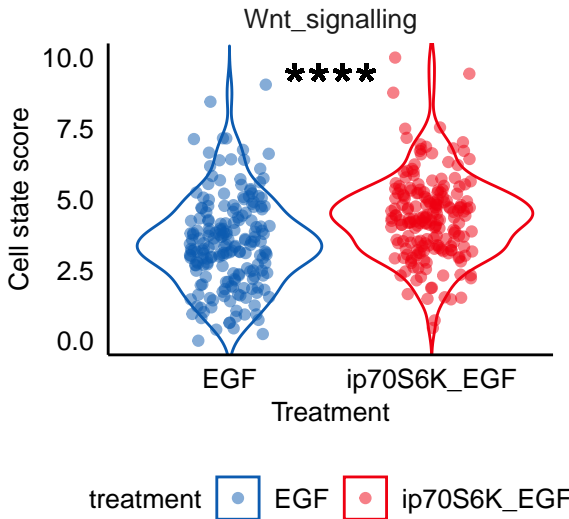 Wnt_signalling
****
10.0
7.5
5.0
2.5
0.0
Cell state score
EGF ip70S6K_EGF
Treatment
treatment EGF ip70S6K_EGF